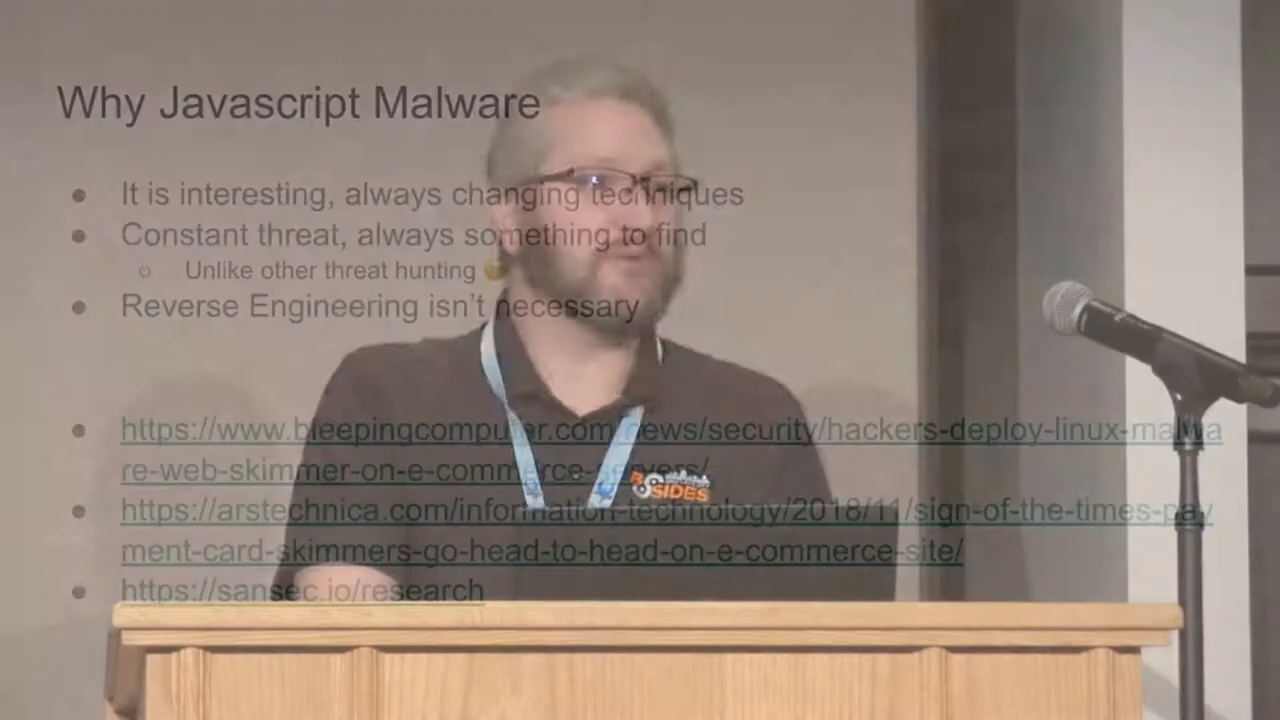 Why Javascript Malware
● It is interesting, always changing techniques
● Constant threat, always something to find
○ Unlike other threat hunting
● Reverse Engineering isn't necessary
● https://www.bleepingcomputer.com/news/security/hackers-deploy-linux-malwa
re-web-skimmer-on-e-commerce-servers/
● https://arstechnica.com/information-technology/2018/11/sign-of-the-times-pay
ment-card-skimmers-go-head-to-head-on-e-commerce-site/
● https://sansec.io/research
BSIDES